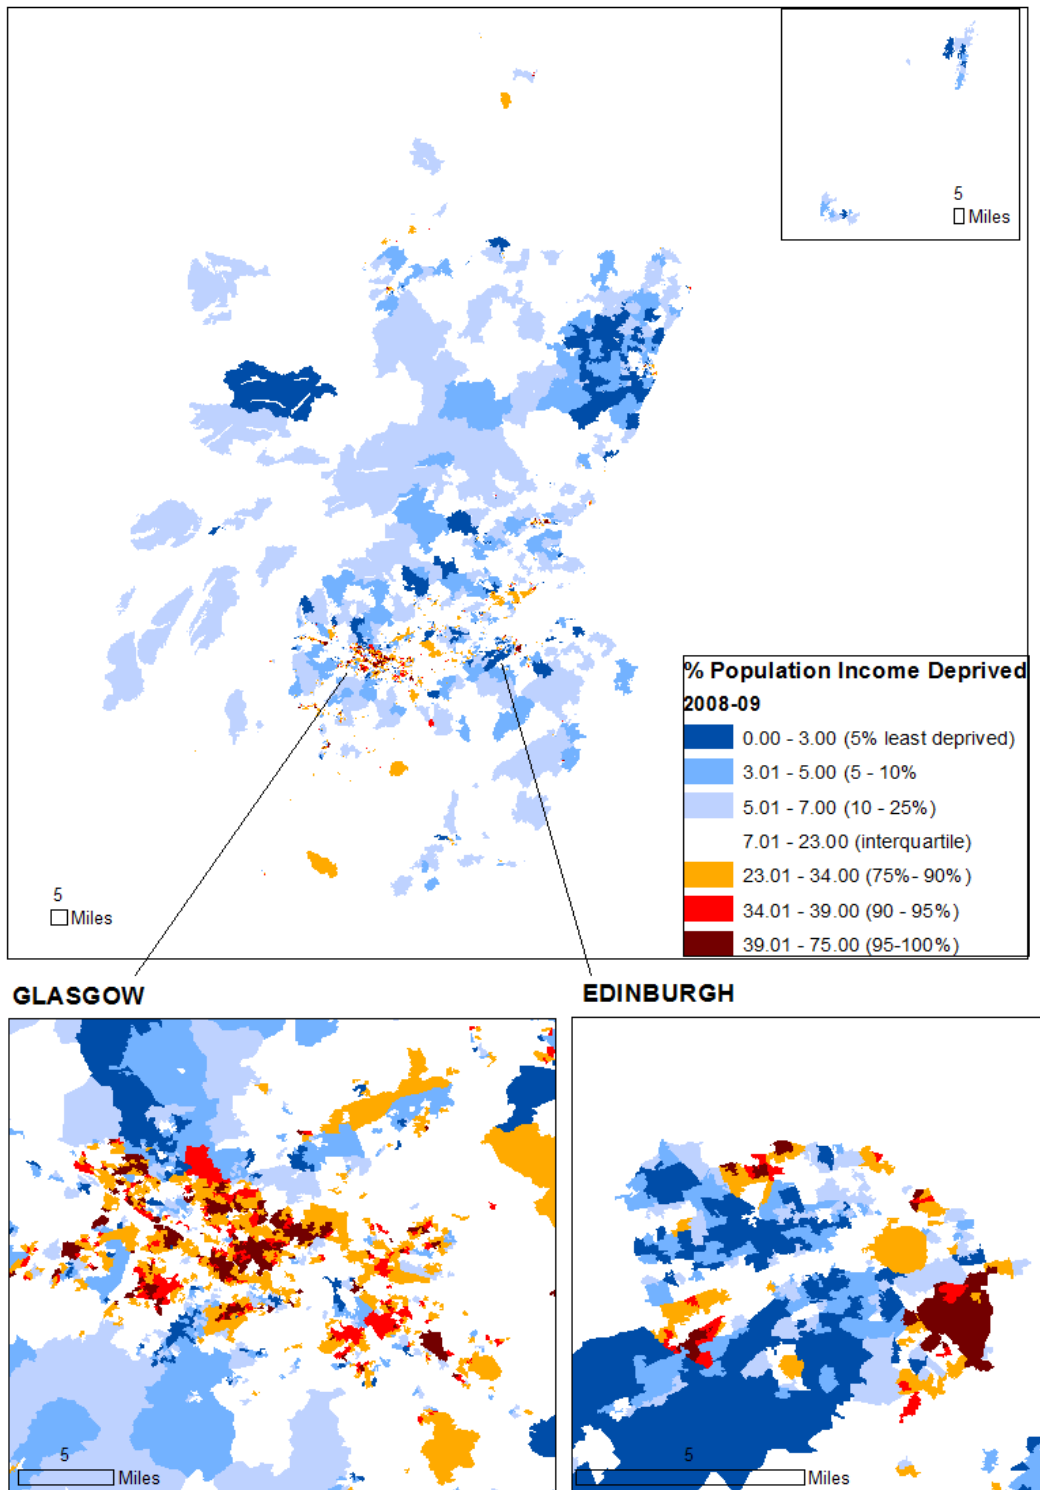 5
Miles
% Population Income Deprived
2008-09
0.00 - 3.00 (5% least deprived)
3.01 - 5.00 (5 - 10%
5.01 - 7.00 (10 - 25%)
7.01 - 23.00 (interquartile)
23.01 - 34.00 (75%- 90%)
34.01 - 39.00 (90 - 95%)
39.01 - 75.00 (95-100%)
5
Miles
GLASGOW
EDINBURGH
5
Miles
5
Miles